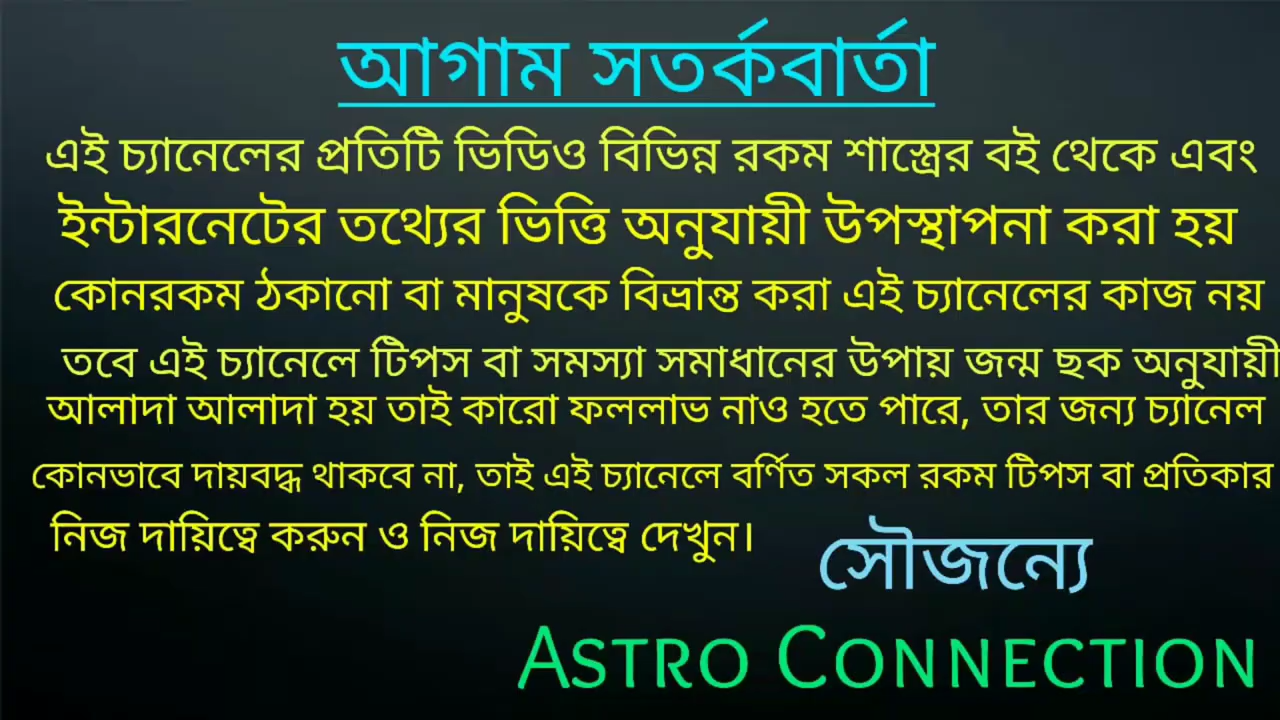 আগাম সতর্কবার্তা
এই চ্যানেলের প্রতিটি ভিডিও বিভিন্ন রকম শাস্ত্রের বই থেকে এবং
ইন্টারনেটের তথ্যের ভিত্তি অনুযায়ী উপস্থাপনা করা হয়
কোনরকম ঠকানো বা মানুষকে বিভ্রান্ত করা এই চ্যানেলের কাজ নয়
তবে এই চ্যানেলে টিপস বা সমস্যা সমাধানের উপায় জন্ম ছক অনুযায়ী
আলাদা আলাদা হয় তাই কারো ফললাভ নাও হতে পারে, তার জন্য চ্যানেল
কোনভাবে দায়বদ্ধ থাকবে না, তাই এই চ্যানেলে বর্ণিত সকল রকম টিপস বা প্রতিকার
নিজ দায়িত্বে করুন ও নিজ দায়িত্বে দেখুন।
সৌজন্যে
ASTRO CONNECTION